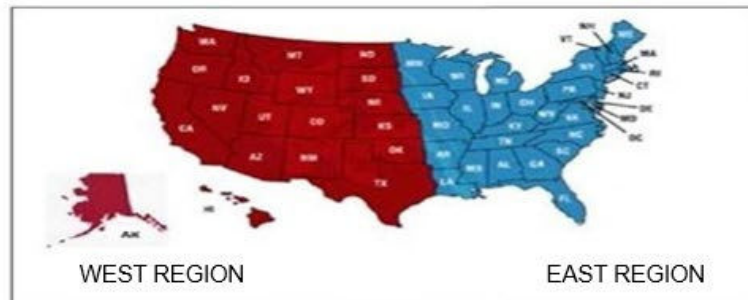 NH
VT
WA MT ND MN ME
OR ID SD WI MI NY MA
WY RI
NV NE IA PA CT
UT CO IL IN OH NJ
CA KS MO WV VA DE
KY MD
AZ NM OK TN NC DC
AR SC
TX MS AL GA
LA
FL
AK HI
WEST REGION EAST REGION